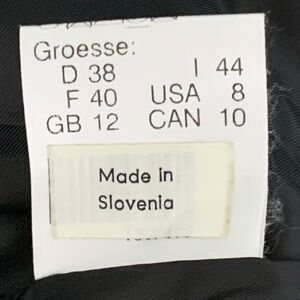 Groesse:
D 38 I 44
F 40 USA 8
GB 12 CAN 10
Made in
Slovenia